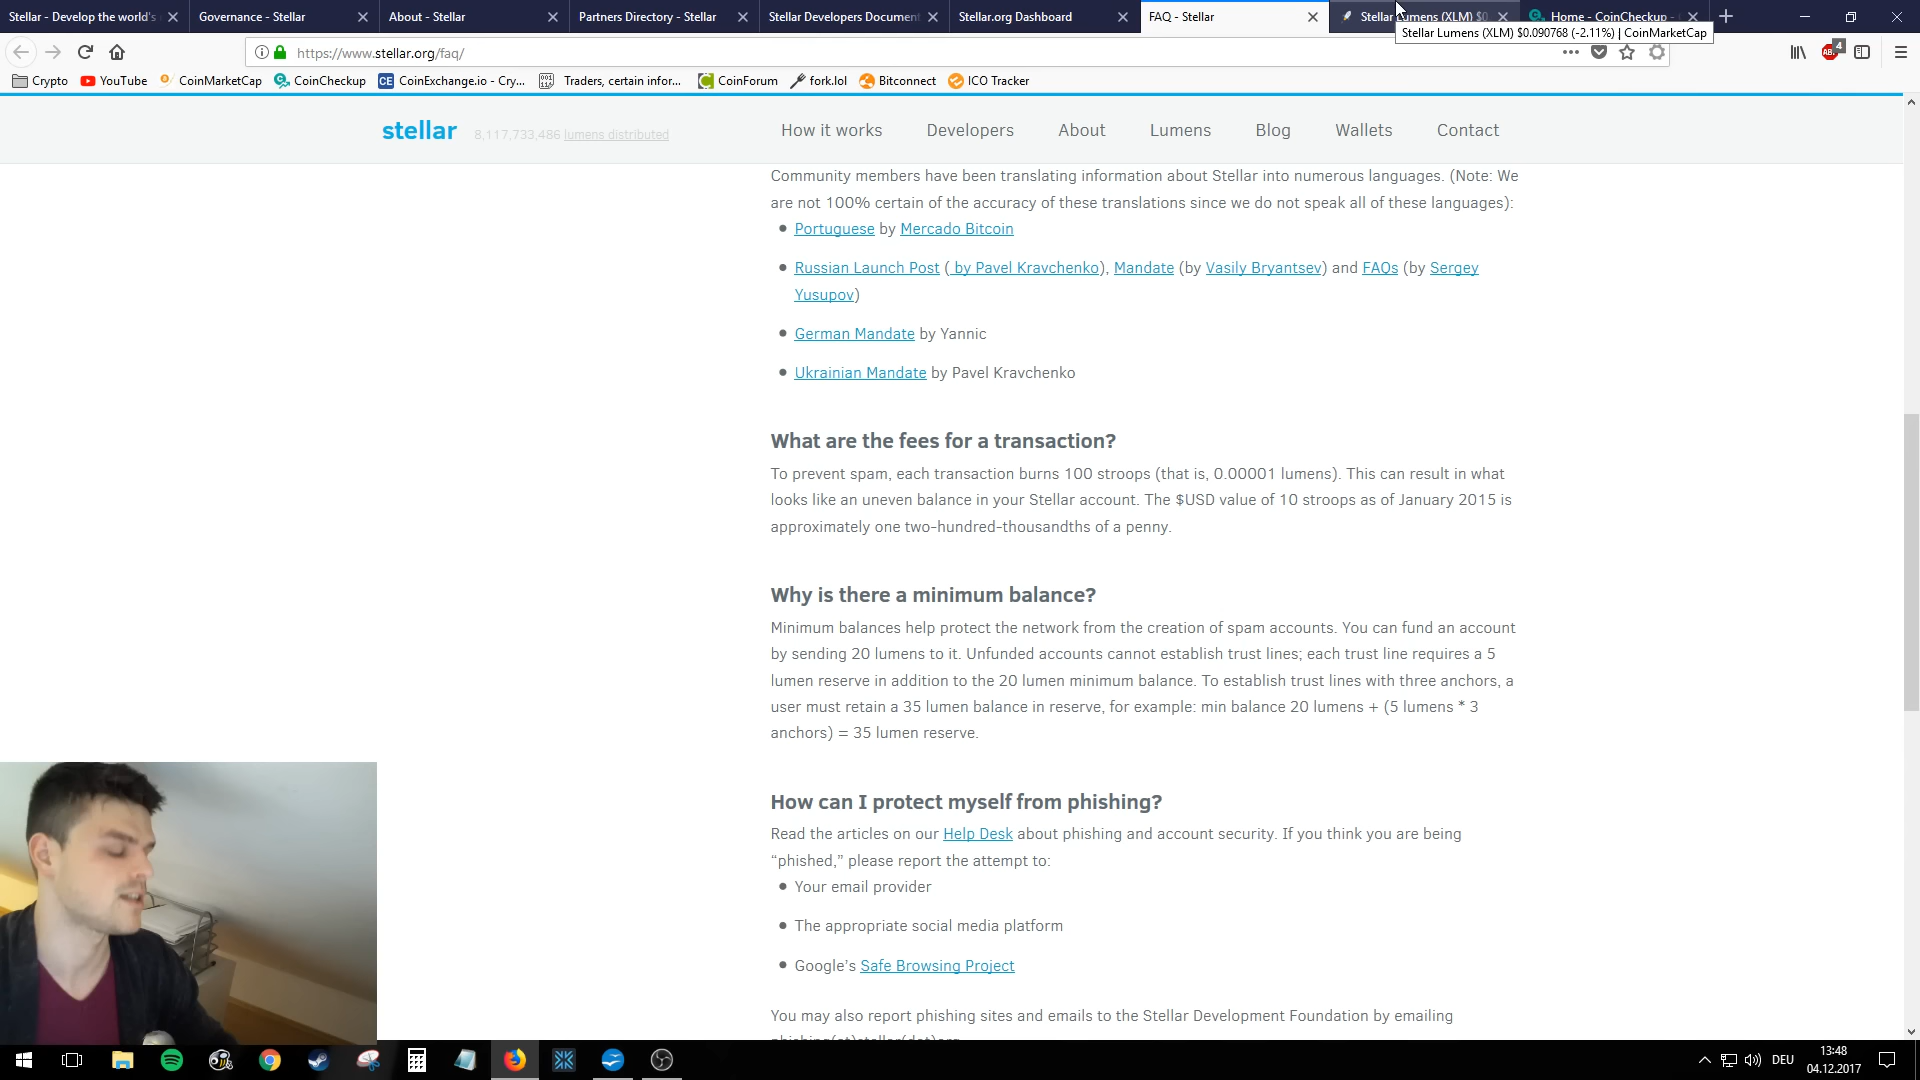 Stellar - Develop the world's
Governance - Stellar
About - Stellar
Partners Directory - Stellar
Stellar Developers Document
Stellar.org Dashboard
FAQ - Stellar
Stellar Lumens (XLM) $0
Home - CoinCheckup -
Stellar Lumens (XLM) $0.090768 (-2.11%) | CoinMarketCap
https://www.stellar.org/faq/
4
Crypto
YouTube
CoinMarketCap
CoinCheckup
CE CoinExchange.io - Cry...
Traders, certain infor...
CoinForum
fork.lol
Bitconnect
ICO Tracker
stellar
8,117,733,486 lumens distributed
How it works
Developers
About
Lumens
Blog
Wallets
Contact
Community members have been translating information about Stellar into numerous languages. (Note: We
are not 100% certain of the accuracy of these translations since we do not speak all of these languages):
Portuguese by Mercado Bitcoin
Russian Launch Post ( by Pavel Kravchenko), Mandate (by Vasily Bryantsev) and FAQs (by Sergey
Yusupov)
German Mandate by Yannic
Ukrainian Mandate by Pavel Kravchenko
What are the fees for a transaction?
To prevent spam, each transaction burns 100 stroops (that is, 0.00001 lumens). This can result in what
looks like an uneven balance in your Stellar account. The $USD value of 10 stroops as of January 2015 is
approximately one two-hundred-thousandths of a penny.
Why is there a minimum balance?
Minimum balances help protect the network from the creation of spam accounts. You can fund an account
by sending 20 lumens to it. Unfunded accounts cannot establish trust lines; each trust line requires a 5
lumen reserve in addition to the 20 lumen minimum balance. To establish trust lines with three anchors, a
user must retain a 35 lumen balance in reserve, for example: min balance 20 lumens + (5 lumens * 3
anchors) = 35 lumen reserve.
How can I protect myself from phishing?
Read the articles on our Help Desk about phishing and account security. If you think you are being
“phished,” please report the attempt to:
Your email provider
The appropriate social media platform
Google’s Safe Browsing Project
You may also report phishing sites and emails to the Stellar Development Foundation by emailing
phishing(at)stellar(dot)org
DEU
13:48
04.12.2017